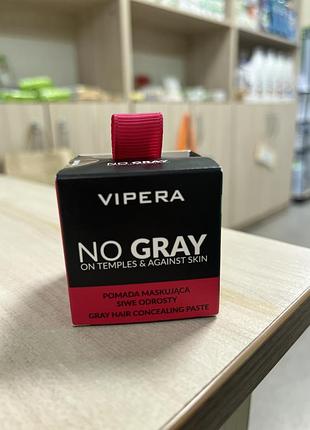 NO GRAY
VIPERA
NO GRAY
ON TEMPLES & AGAINST SKIN
POMADA MASKUJĄCA
SIWE ODROSTY
GRAY HAIR CONCEALING PASTE